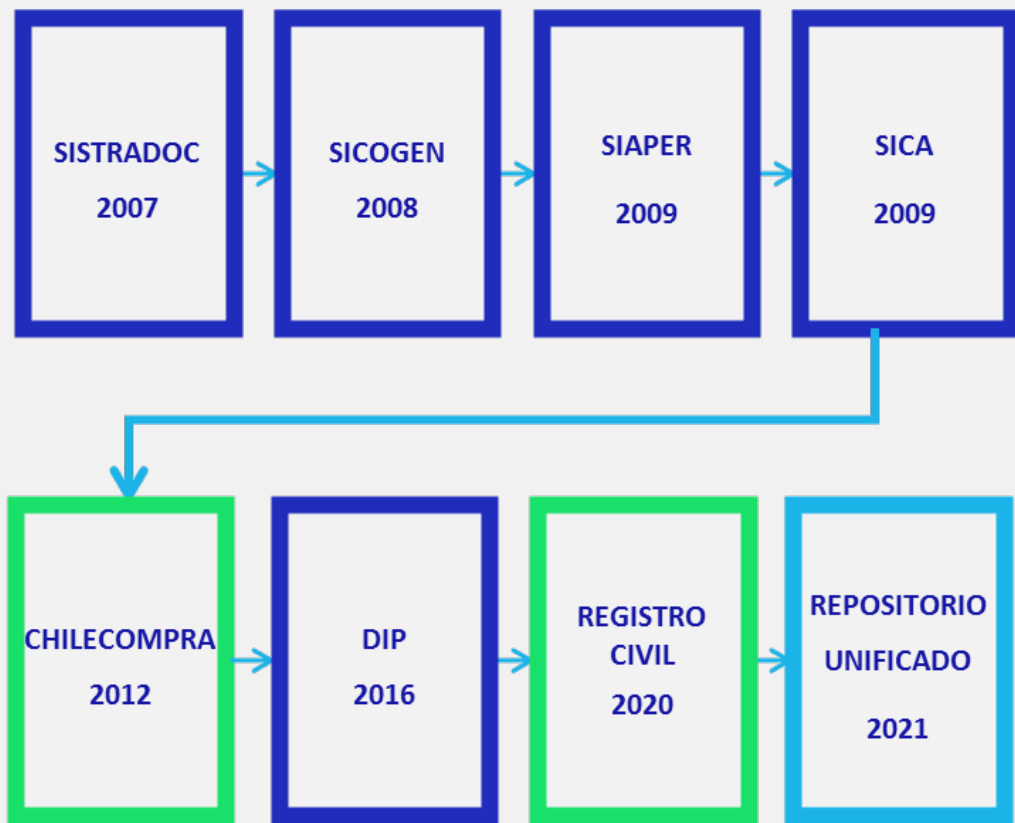 SISTRADOC
2007
SICOGEN
2008
SIAPER
2009
SICA
2009
CHILECOMPRA
2012
DIP
2016
REGISTRO
CIVIL
2020
REPOSITORIO
UNIFICADO
2021